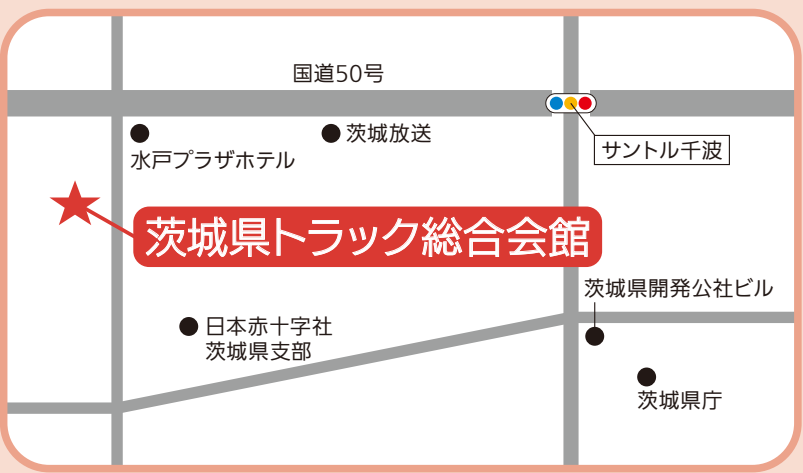 国道50号
茨城放送
水戸プラザホテル
サントル千波
茨城県トラック総合会館
茨城県開発公社ビル
日本赤十字社
茨城県支部
茨城県庁